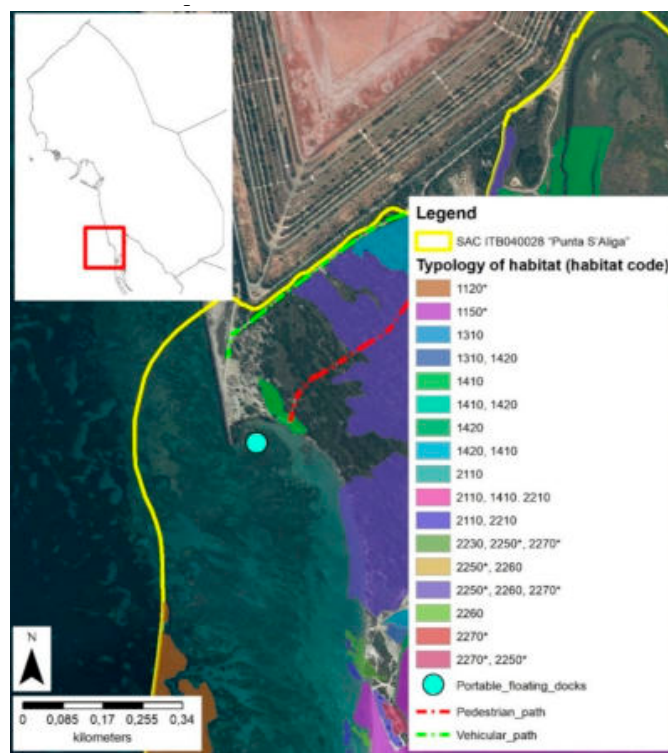 Legend
SAC ITB040028 "Punta S'Aliga"
Typology of habitat (habitat code)
1120*
1150*
1310
1310, 1420
1410
1410, 1420
1420
1420, 1410
2110
2110, 1410, 2210
2110, 2210
2230, 2250*, 2270*
2250*, 2260
2250*, 2260, 2270*
2260
2270*
2270*, 2250*
Portable_floating_docks
Pedestrian_path
Vehicular_path
N
0 0,085 0,17 0,255 0,34
kilometers